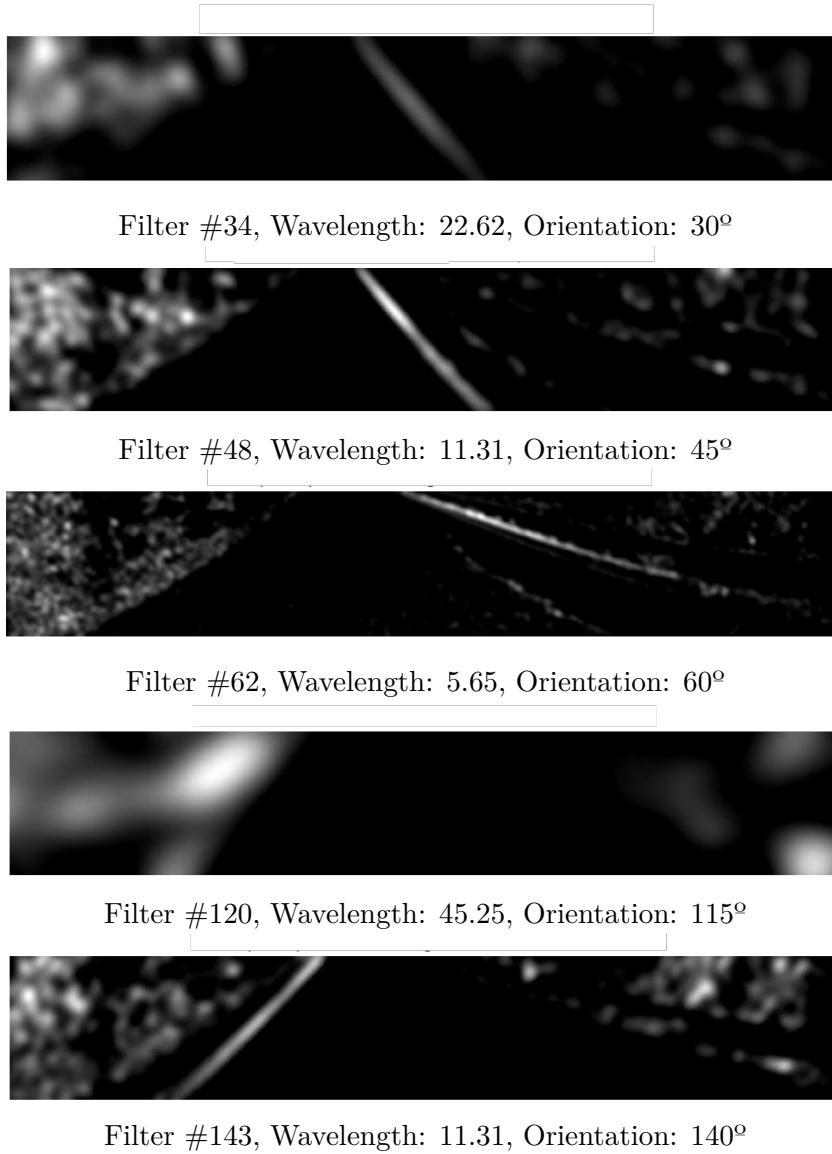 Filter #34, Wavelength: 22.62, Orientation: 30º
Filter #48, Wavelength: 11.31, Orientation: 45º
Filter #62, Wavelength: 5.65, Orientation: 60º
Filter #120, Wavelength: 45.25, Orientation: 115º
Filter #143, Wavelength: 11.31, Orientation: 140º